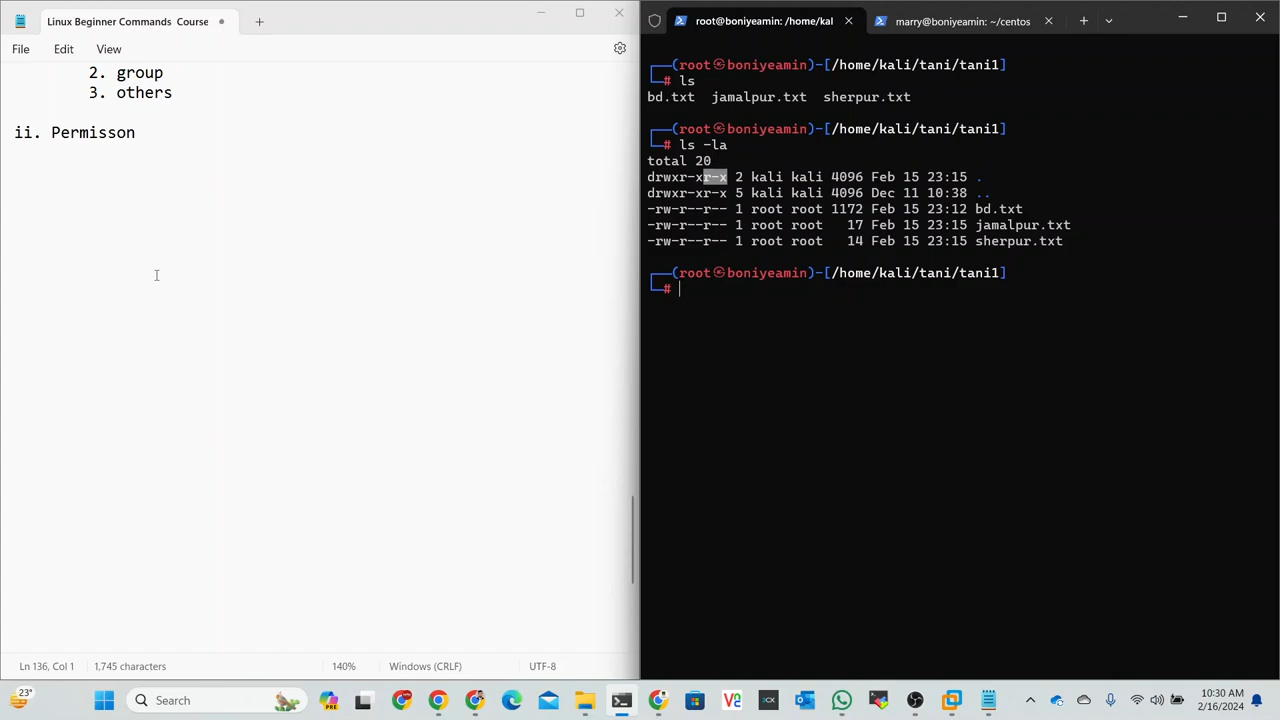 Linux Beginner Commands Course
File Edit View
2. group
3. others
ii. Permisson
Ln 136, Col 1 1,745 characters 140% Windows (CRLF) UTF-8
root@boniyeamin: /home/kal
marry@boniyeamin: ~/centos
┌──(root㉿boniyeamin)-[/home/kali/tani/tani1]
└─# ls
bd.txt jamalpur.txt sherpur.txt
┌──(root㉿boniyeamin)-[/home/kali/tani/tani1]
└─# ls -la
total 20
drwxr-xr-x 2 kali kali 4096 Feb 15 23:15 .
drwxr-xr-x 5 kali kali 4096 Dec 11 10:38 ..
-rw-r--r-- 1 root root 1172 Feb 15 23:12 bd.txt
-rw-r--r-- 1 root root 17 Feb 15 23:15 jamalpur.txt
-rw-r--r-- 1 root root 14 Feb 15 23:15 sherpur.txt
┌──(root㉿boniyeamin)-[/home/kali/tani/tani1]
└─#
23°
Search
10:30 AM
2/16/2024